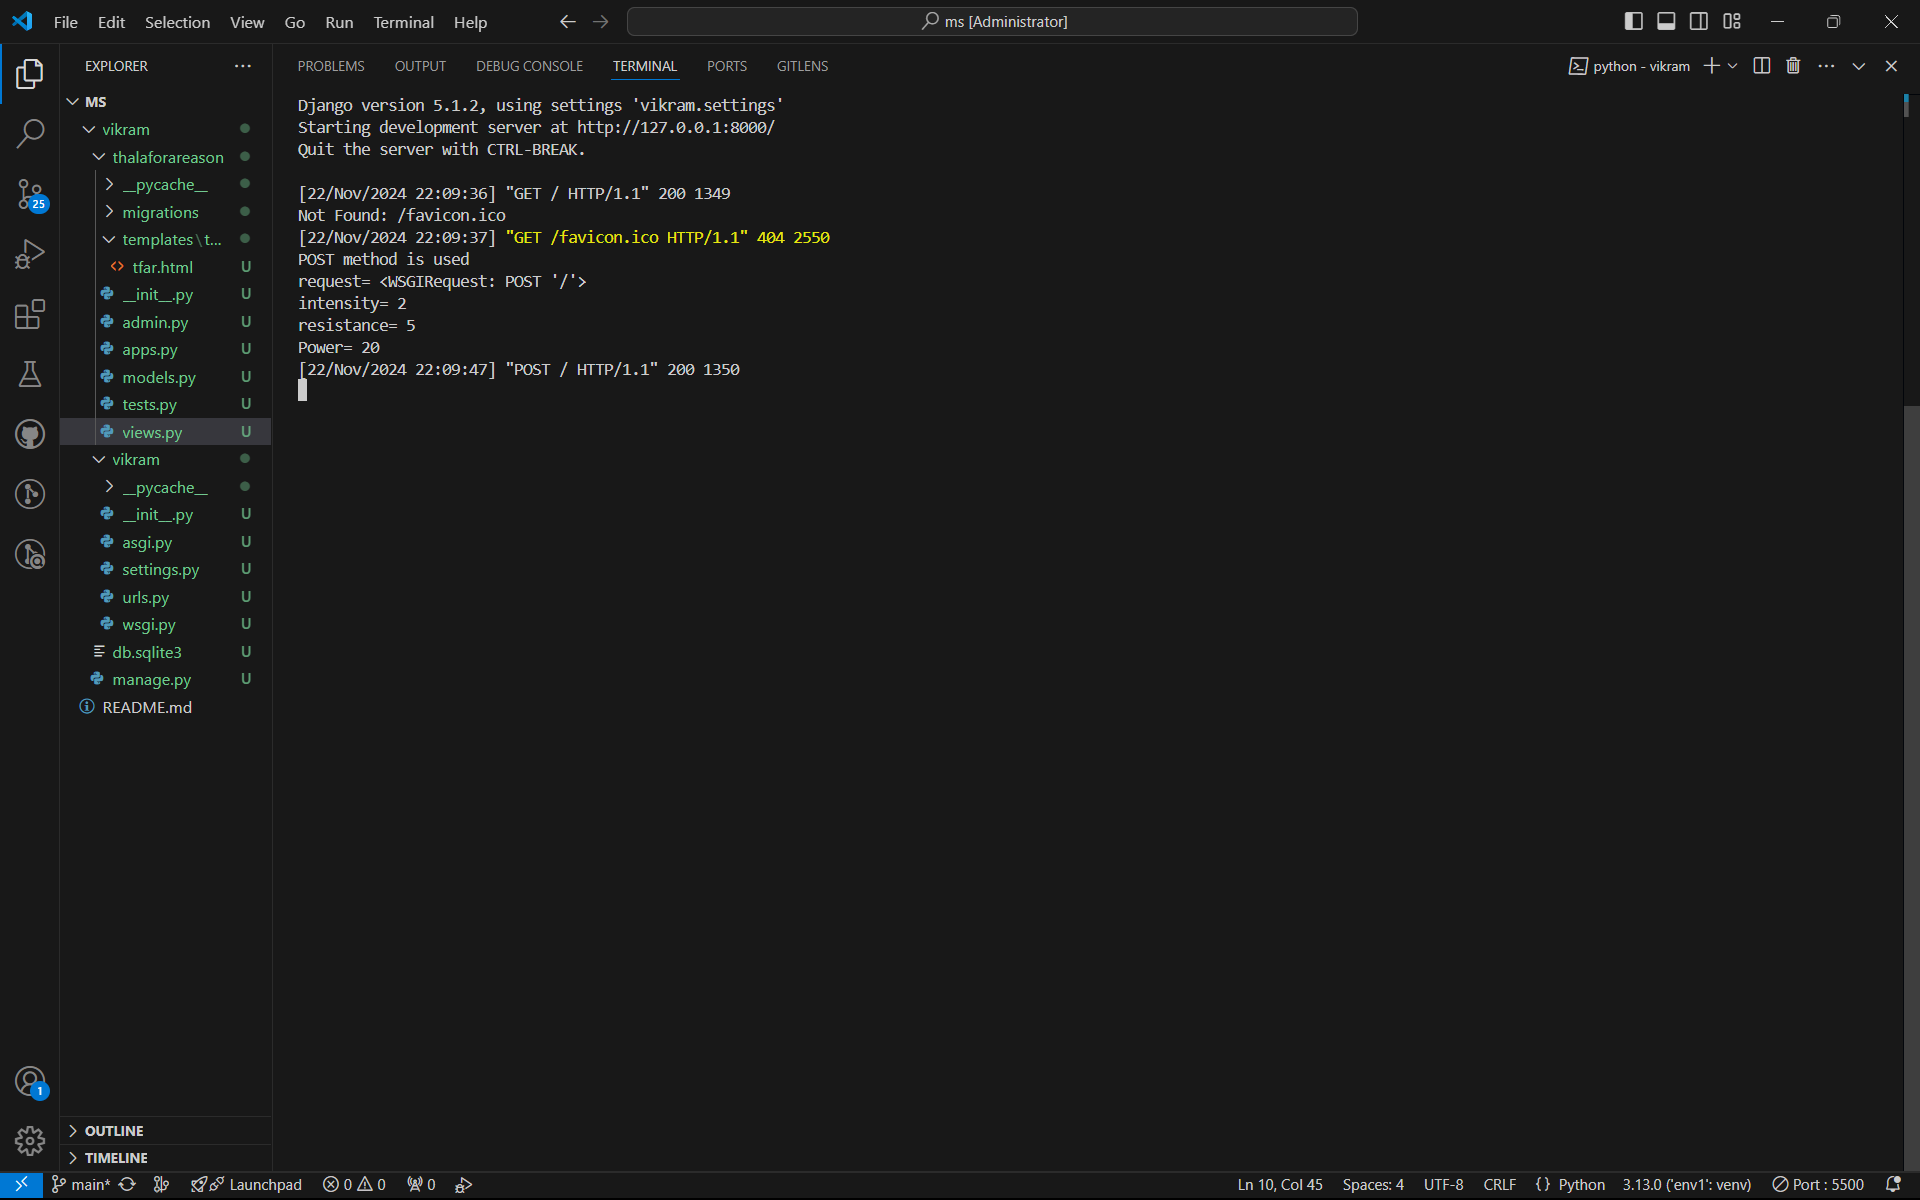 File Edit Selection View Go Run Terminal Help
ms [Administrator]
EXPLORER
PROBLEMS OUTPUT DEBUG CONSOLE TERMINAL PORTS GITLENS
python - vikram
MS
vikram
thalaforareason
__pycache__
migrations
templates\t...
tfar.html U
__init__.py U
admin.py U
apps.py U
models.py U
tests.py U
views.py U
vikram
__pycache__
__init__.py U
asgi.py U
settings.py U
urls.py U
wsgi.py U
db.sqlite3 U
manage.py U
README.md
OUTLINE
TIMELINE
25
1
Django version 5.1.2, using settings 'vikram.settings'
Starting development server at http://127.0.0.1:8000/
Quit the server with CTRL-BREAK.
[22/Nov/2024 22:09:36] "GET / HTTP/1.1" 200 1349
Not Found: /favicon.ico
[22/Nov/2024 22:09:37] "GET /favicon.ico HTTP/1.1" 404 2550
POST method is used
request= <WSGIRequest: POST '/'>
intensity= 2
resistance= 5
Power= 20
[22/Nov/2024 22:09:47] "POST / HTTP/1.1" 200 1350
main* Launchpad 0 0 0 Ln 10, Col 45 Spaces: 4 UTF-8 CRLF {} Python 3.13.0 ('env1': venv) Port : 5500